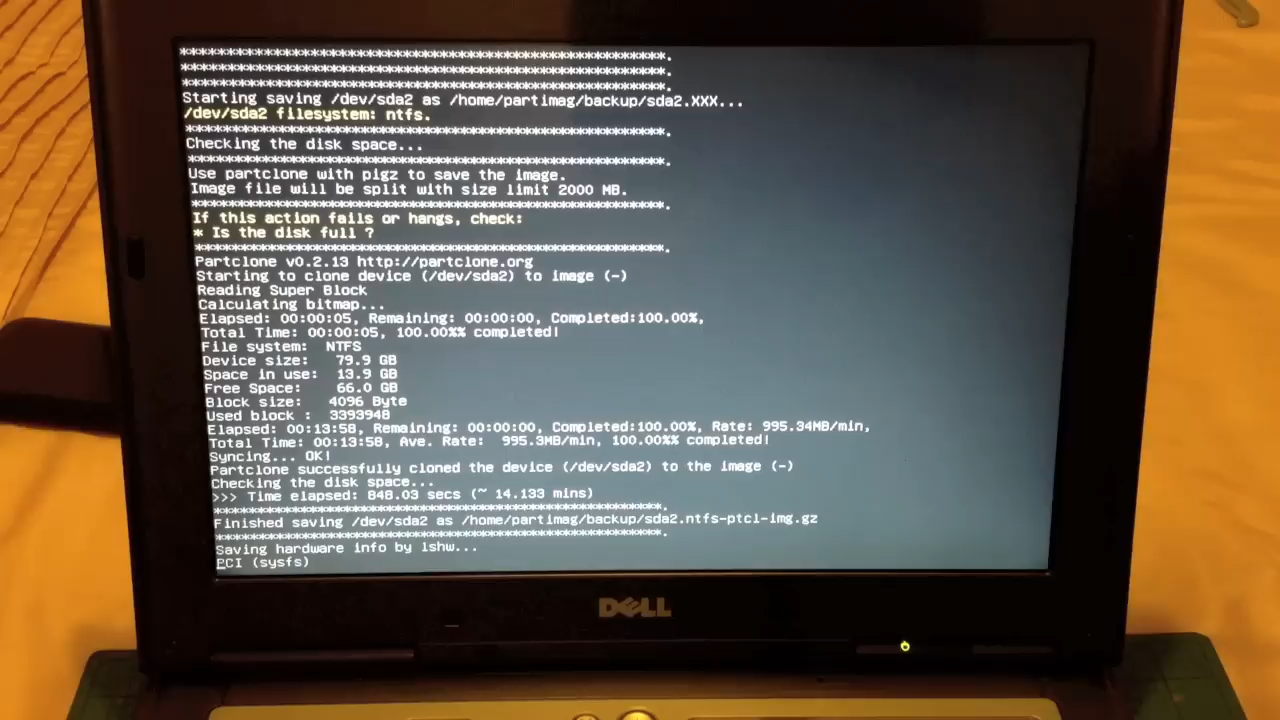 ****************************************************************.
****************************************************************.
****************************************************************.
Starting saving /dev/sda2 as /home/partimag/backup/sda2.XXX...
/dev/sda2 filesystem: ntfs.
****************************************************************.
Checking the disk space...
****************************************************************.
Use partclone with pigz to save the image.
Image file will be split with size limit 2000 MB.
****************************************************************.
If this action fails or hangs, check:
* Is the disk full ?
****************************************************************.
Partclone v0.2.13 http://partclone.org
Starting to clone device (/dev/sda2) to image (-)
Reading Super Block
Calculating bitmap...
Elapsed: 00:00:05, Remaining: 00:00:00, Completed:100.00%,
Total Time: 00:00:05, 100.00%% completed!
File system:  NTFS
Device size:   79.9 GB
Space in use:  13.9 GB
Free Space:    66.0 GB
Block size:   4096 Byte
Used block :  3393948
Elapsed: 00:13:58, Remaining: 00:00:00, Completed:100.00%, Rate: 995.34MB/min,
Total Time: 00:13:58, Ave. Rate:  995.3MB/min, 100.00%% completed!
Syncing... OK!
Partclone successfully cloned the device (/dev/sda2) to the image (-)
Checking the disk space...
>>> Time elapsed: 848.03 secs (~ 14.133 mins)
****************************************************************.
Finished saving /dev/sda2 as /home/partimag/backup/sda2.ntfs-ptcl-img.gz
****************************************************************.
Saving hardware info by lshw...
PCI (sysfs)
DELL